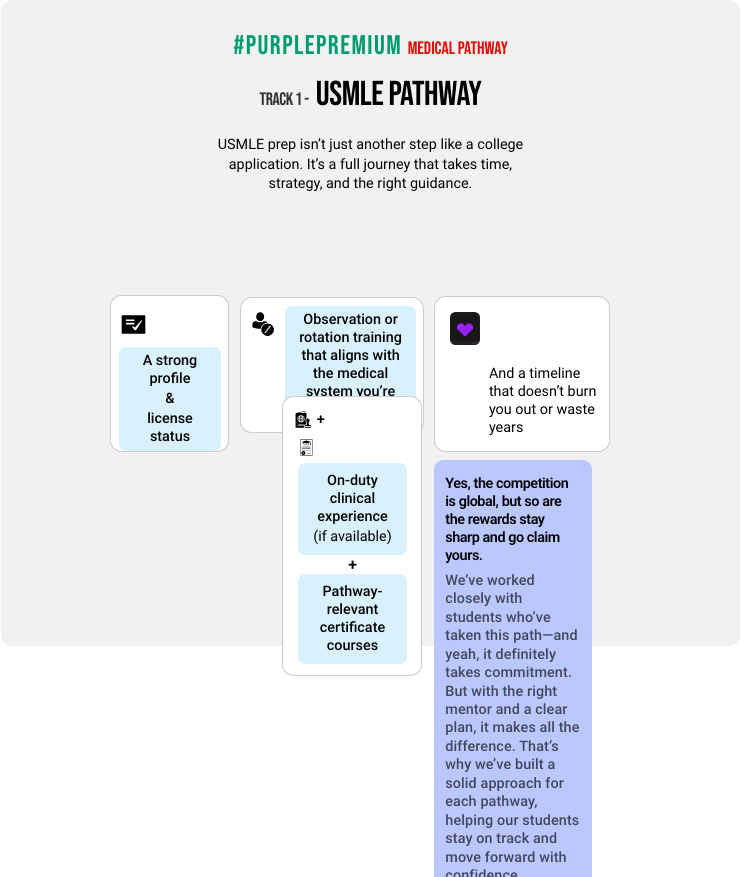 #PURPLEPREMIUM MEDICAL PATHWAY
TRACK 1 - USMLE PATHWAY
USMLE prep isn’t just another step like a college
application. It’s a full journey that takes time,
strategy, and the right guidance.
A strong
profile
&
license
status
Observation or
rotation training
that aligns with
the medical
system you’re
+
On-duty
clinical
experience
(if available)
+
Pathway-
relevant
certificate
courses
And a timeline
that doesn’t burn
you out or waste
years
Yes, the competition
is global, but so are
the rewards stay
sharp and go claim
yours.
We’ve worked
closely with
students who’ve
taken this path—and
yeah, it definitely
takes commitment.
But with the right
mentor and a clear
plan, it makes all the
difference. That’s
why we’ve built a
solid approach for
each pathway,
helping our students
stay on track and
move forward with
confidence.